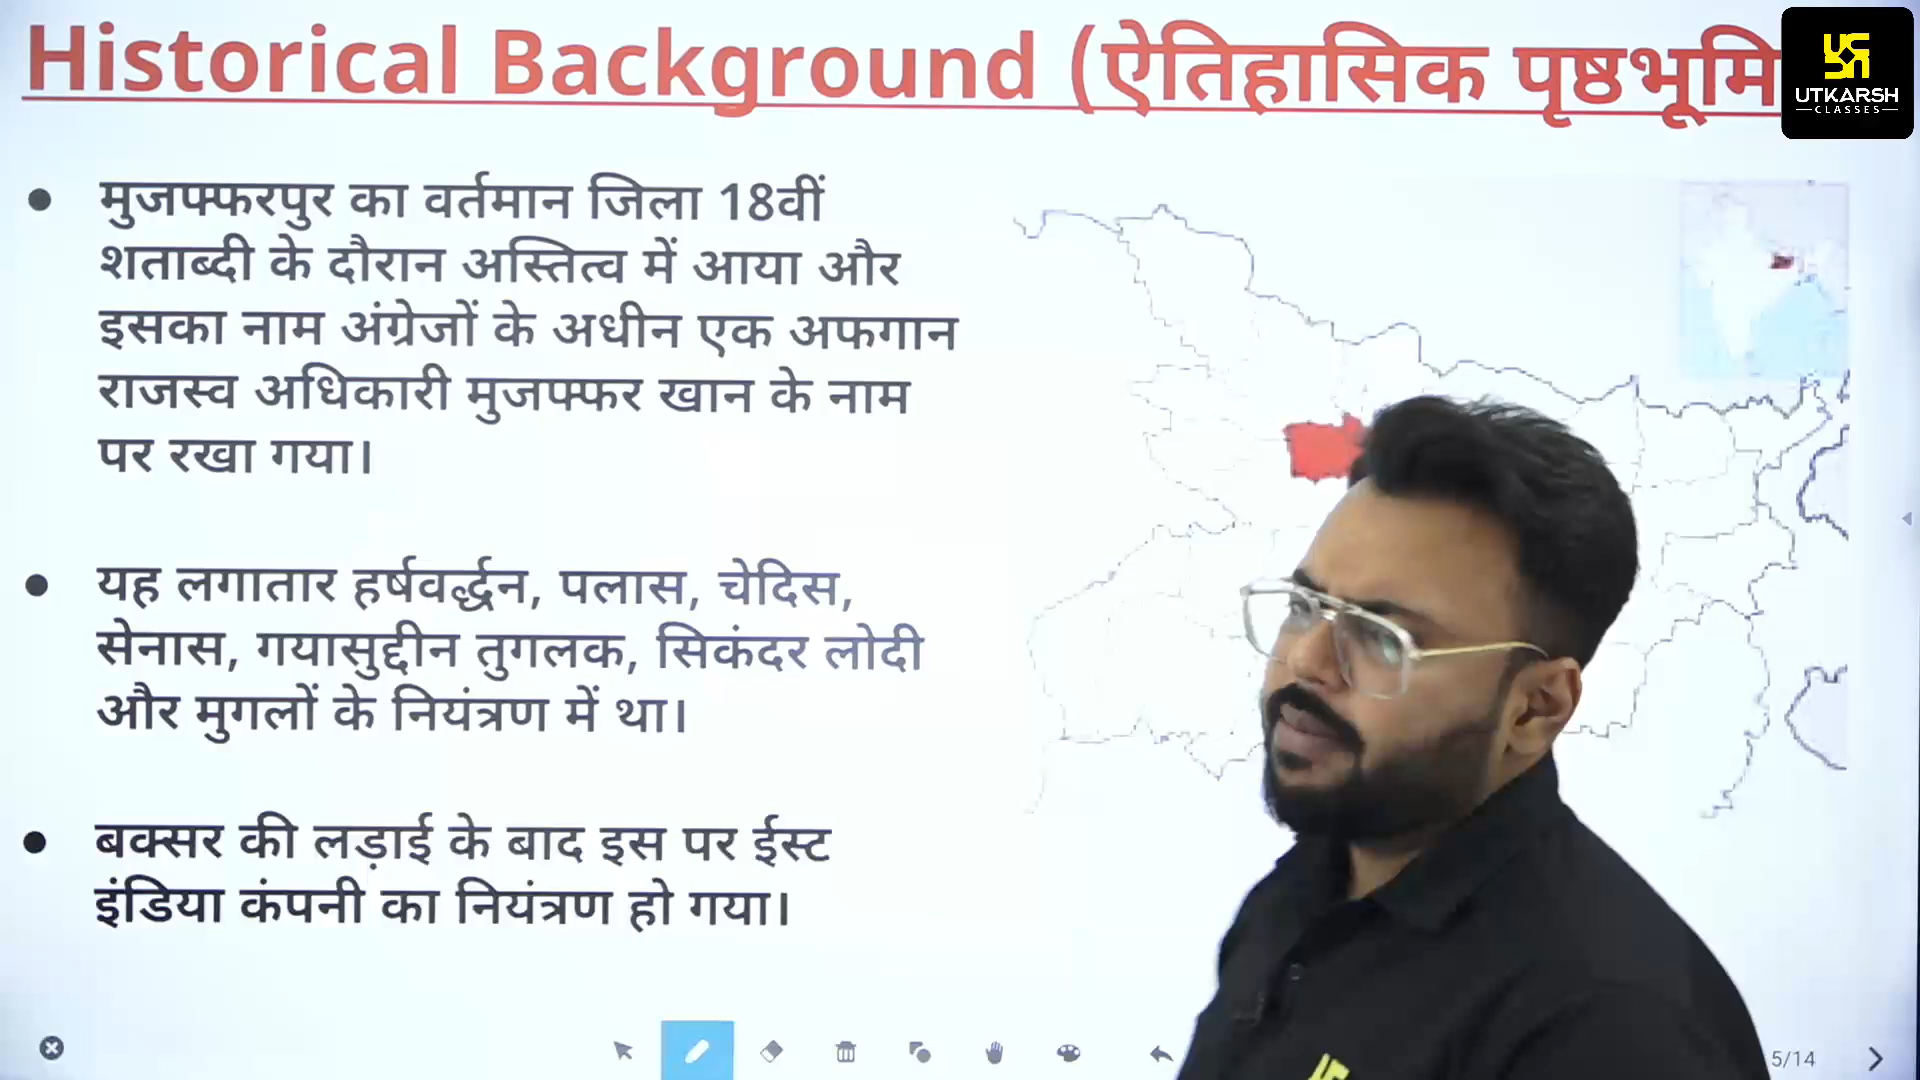 Historical Background (ऐतिहासिक पृष्ठभूमि
UTKARSH
CLASSES
मुजफ्फरपुर का वर्तमान जिला 18वीं
शताब्दी के दौरान अस्तित्व में आया और
इसका नाम अंग्रेजों के अधीन एक अफगान
राजस्व अधिकारी मुजफ्फर खान के नाम
पर रखा गया।
यह लगातार हर्षवर्द्धन, पलास, चेदिस,
सेनास, गयासुद्दीन तुगलक, सिकंदर लोदी
और मुगलों के नियंत्रण में था।
बक्सर की लड़ाई के बाद इस पर ईस्ट
इंडिया कंपनी का नियंत्रण हो गया।
5/14